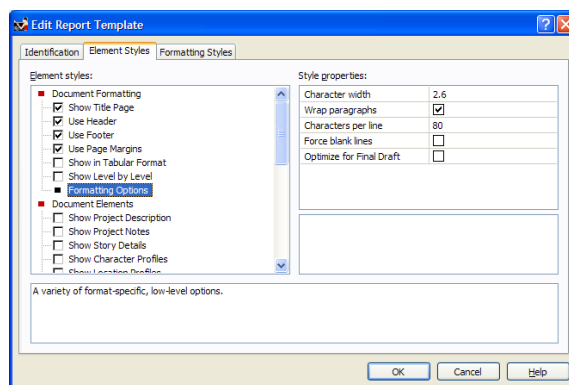 Edit Report Template
Identification
Element Styles
Formatting Styles
Element styles:
Document Formatting
Show Title Page
Use Header
Use Footer
Use Page Margins
Show in Tabular Format
Show Level by Level
Formatting Options
Document Elements
Show Project Description
Show Project Notes
Show Story Details
Show Character Profiles
Show Location Profiles
Style properties:
Character width 2.6
Wrap paragraphs
Characters per line 80
Force blank lines
Optimize for Final Draft
A variety of format-specific, low-level options.
OK
Cancel
Help